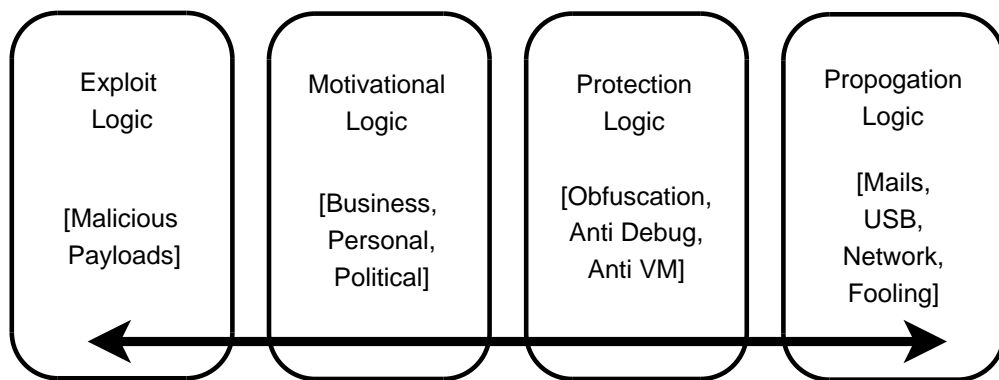 Exploit
Logic
[Malicious
Payloads]
Motivational
Logic
[Business,
Personal,
Political]
Protection
Logic
[Obfuscation,
Anti Debug,
Anti VM]
Propogation
Logic
[Mails,
USB,
Network,
Fooling]